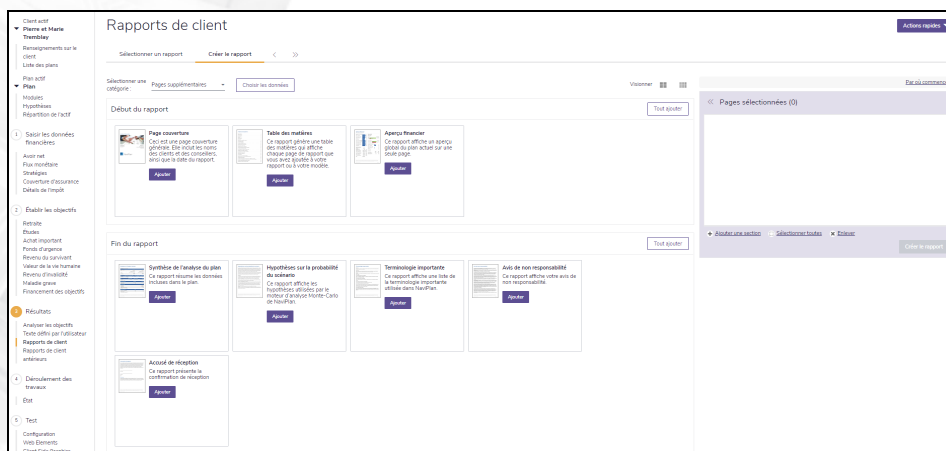 Client actif
Pierre et Marie
Tremblay
Renseignements sur le
client
Liste des plans
Plan actif
Plan
Modules
Hypothèses
Répartition de l'actif
1 Saisir les données
financières
Avoir net
Flux monétaire
Stratégies
Couverture d'assurance
Détails de l'impôt
2 Établir les objectifs
Retraite
Études
Achat important
Fonds d'urgence
Revenu du survivant
Valeur de la vie humaine
Revenu d'invalidité
Maladie grave
Financement des objectifs
3 Résultats
Analyser les objectifs
Texte défini par l'utilisateur
Rapports de client
Rapports de client
antérieurs
4 Déroulement des
travaux
État
5 Test
Configuration
Web Elements
Rapports de client
Actions rapides
Sélectionner un rapport
Créer le rapport
Sélectionner une
catégorie:
Pages supplémentaires
Choisir les données
Visionner
Début du rapport
Tout ajouter
Page couverture
Ceci est une page couverture
générale. Elle inclut les noms
des clients et des conseillers,
ainsi que la date du rapport.
Ajouter
Table des matières
Ce rapport génère une table
des matières qui affiche
chaque page de rapport que
vous avez ajoutée à votre
rapport ou à votre modèle.
Ajouter
Aperçu financier
Ce rapport affiche un aperçu
global du plan actuel sur une
seule page.
Ajouter
Fin du rapport
Tout ajouter
Synthèse de l'analyse du plan
Ce rapport résume les données
incluses dans le plan.
Ajouter
Hypothèses sur la probabilité
du scénario
Ce rapport affiche les
hypothèses utilisées par le
moteur d'analyse Monte-Carlo
de NaviPlan.
Ajouter
Terminologie importante
Ce rapport affiche une liste de
la terminologie importante
utilisée dans NaviPlan.
Ajouter
Avis de non responsabilité
Ce rapport affiche votre avis de
non responsabilité.
Ajouter
Accusé de réception
Ce rapport présente la
confirmation de réception
Ajouter
Par où commenc
Pages sélectionnées (0)
Ajouter une section
Sélectionner toutes
Enlever
Créer le rapport